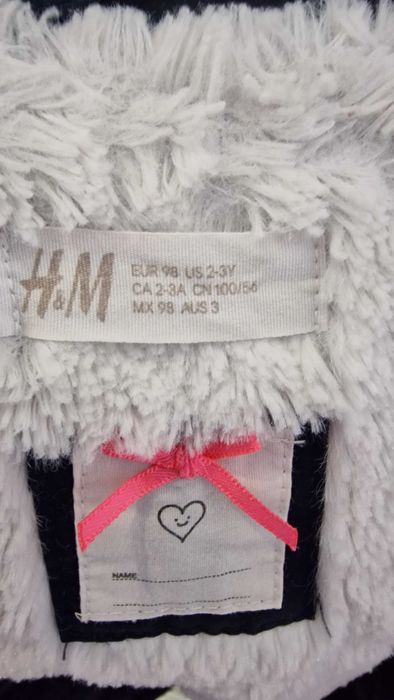 H&M
EUR 98 US 2-3Y
CA 2-3A CN 100/56
MX 98 AUS 3
NAME